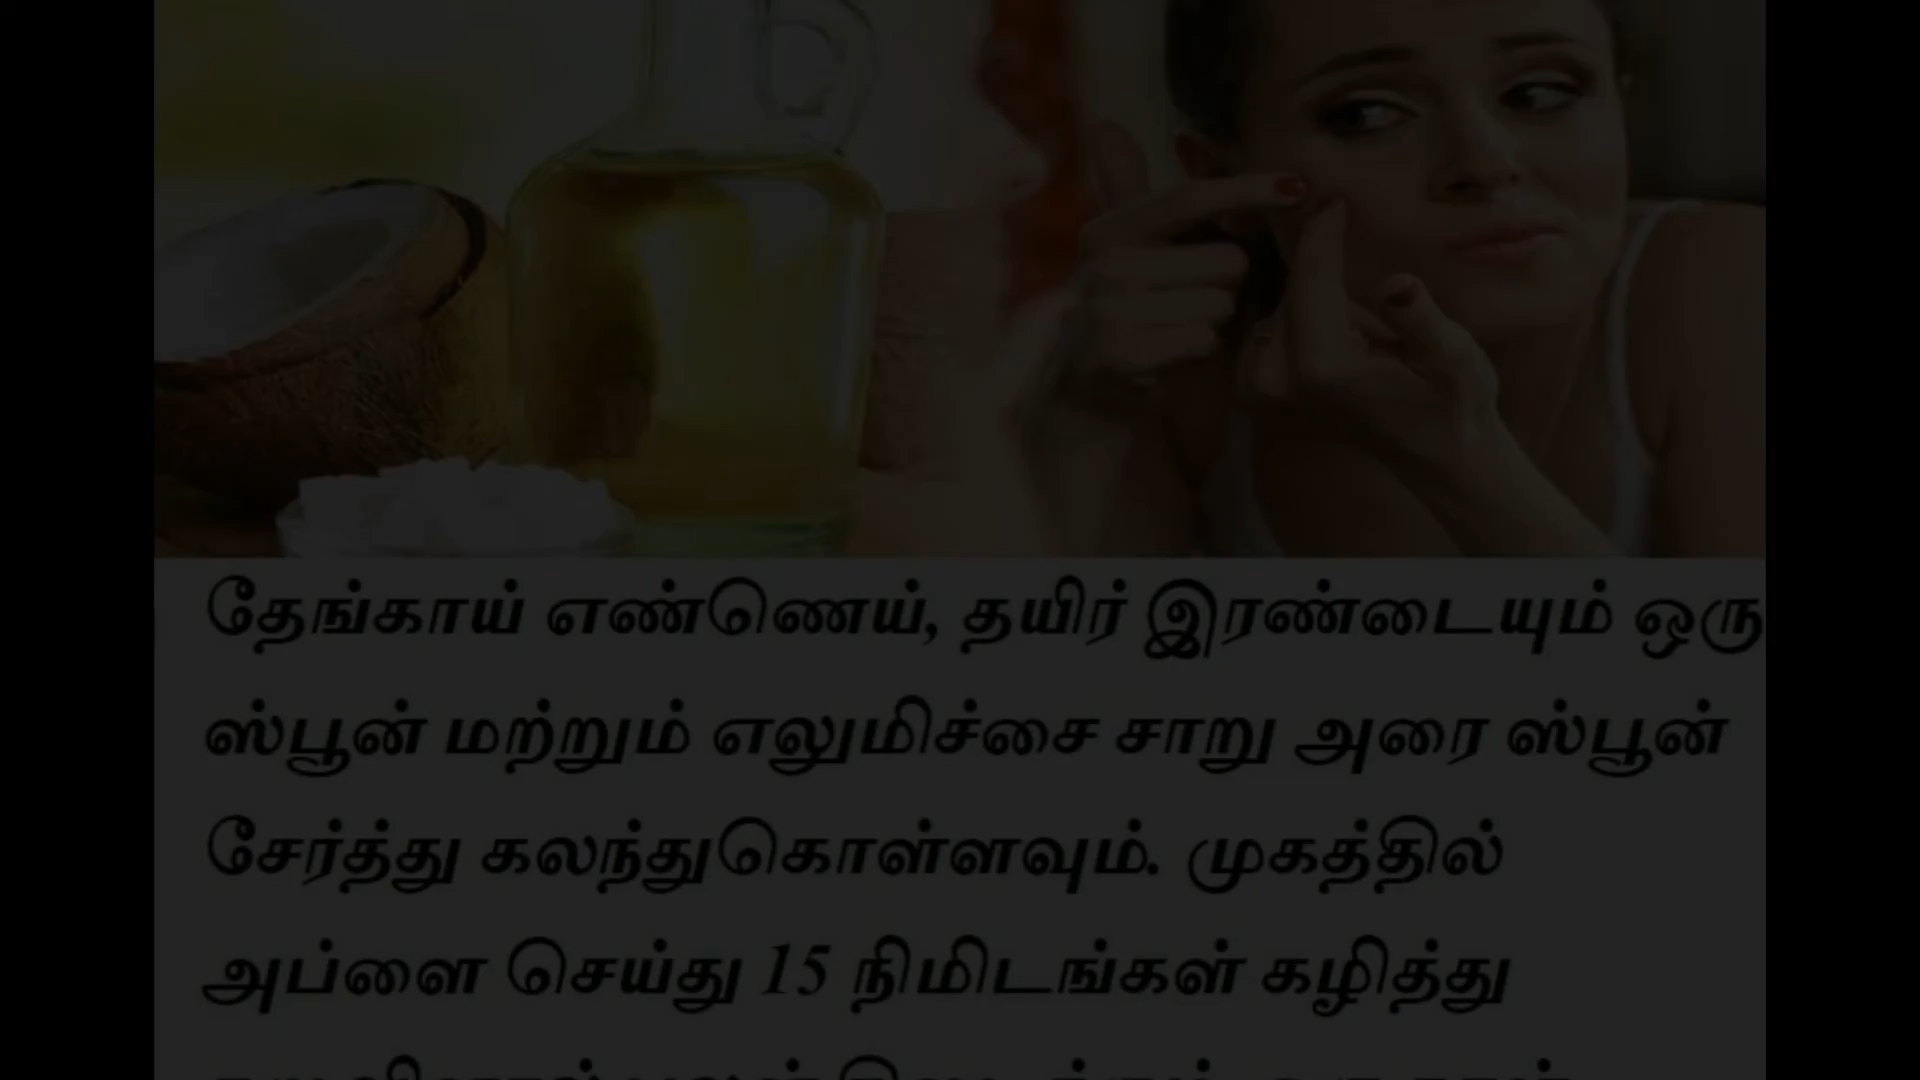 தேங்காய் எண்ணெய், தயிர் இரண்டையும் ஒரு
ஸ்பூன் மற்றும் எலுமிச்சை சாறு அரை ஸ்பூன்
சேர்த்து கலந்துகொள்ளவும். முகத்தில்
அப்ளை செய்து 15 நிமிடங்கள் கழித்து